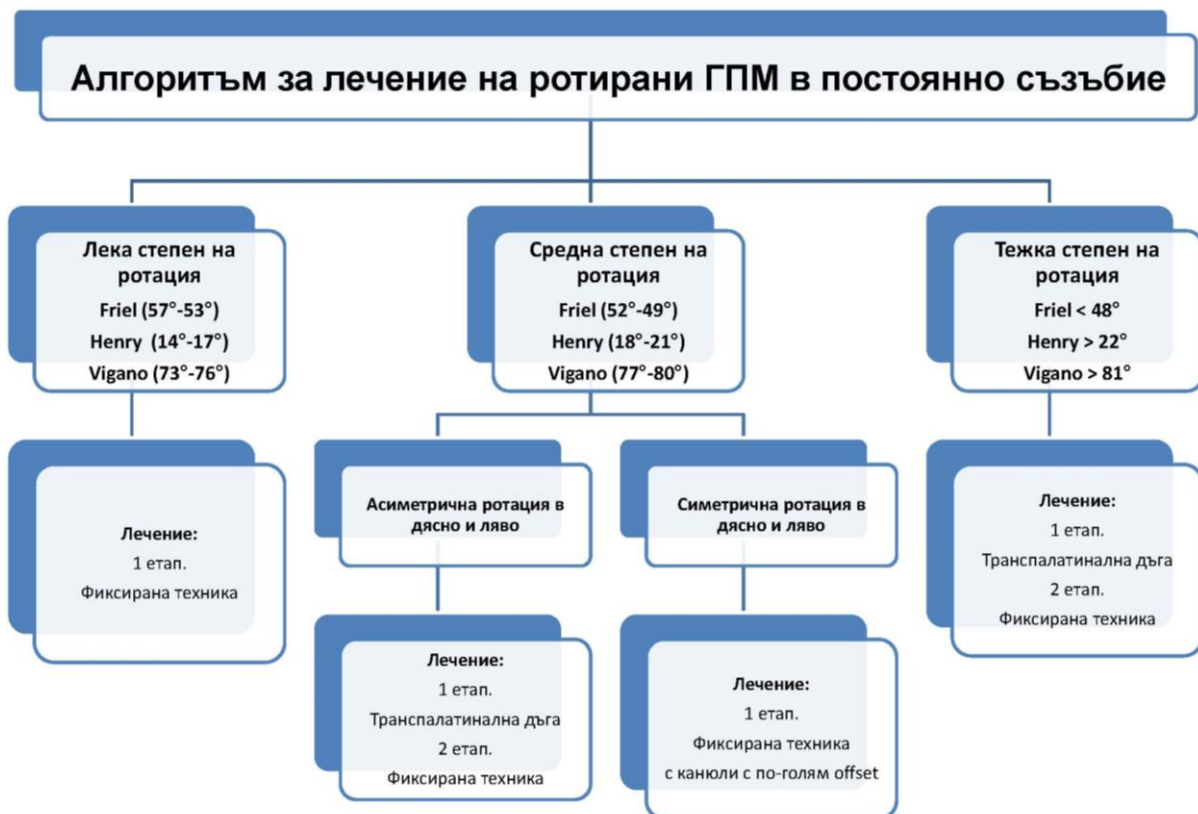 Алгоритъм за лечение на ротирани ГПМ в постоянно съзъбие
Лека степен на
ротация
Friel (57°-53°)
Henry (14°-17°)
Vigano (73°-76°)
Средна степен на
ротация
Friel (52°-49°)
Henry (18°-21°)
Vigano (77°-80°)
Тежка степен на
ротация
Friel < 48°
Henry > 22°
Vigano > 81°
Лечение:
1 етап.
Фиксирана техника
Асиметрична ротация в
дясно и ляво
Симетрична ротация в
дясно и ляво
Лечение:
1 етап.
Транспалатинална дъга
2 етап.
Фиксирана техника
Лечение:
1 етап.
Транспалатинална дъга
2 етап.
Фиксирана техника
Лечение:
1 етап.
Фиксирана техника
с канюли с по-голям offset